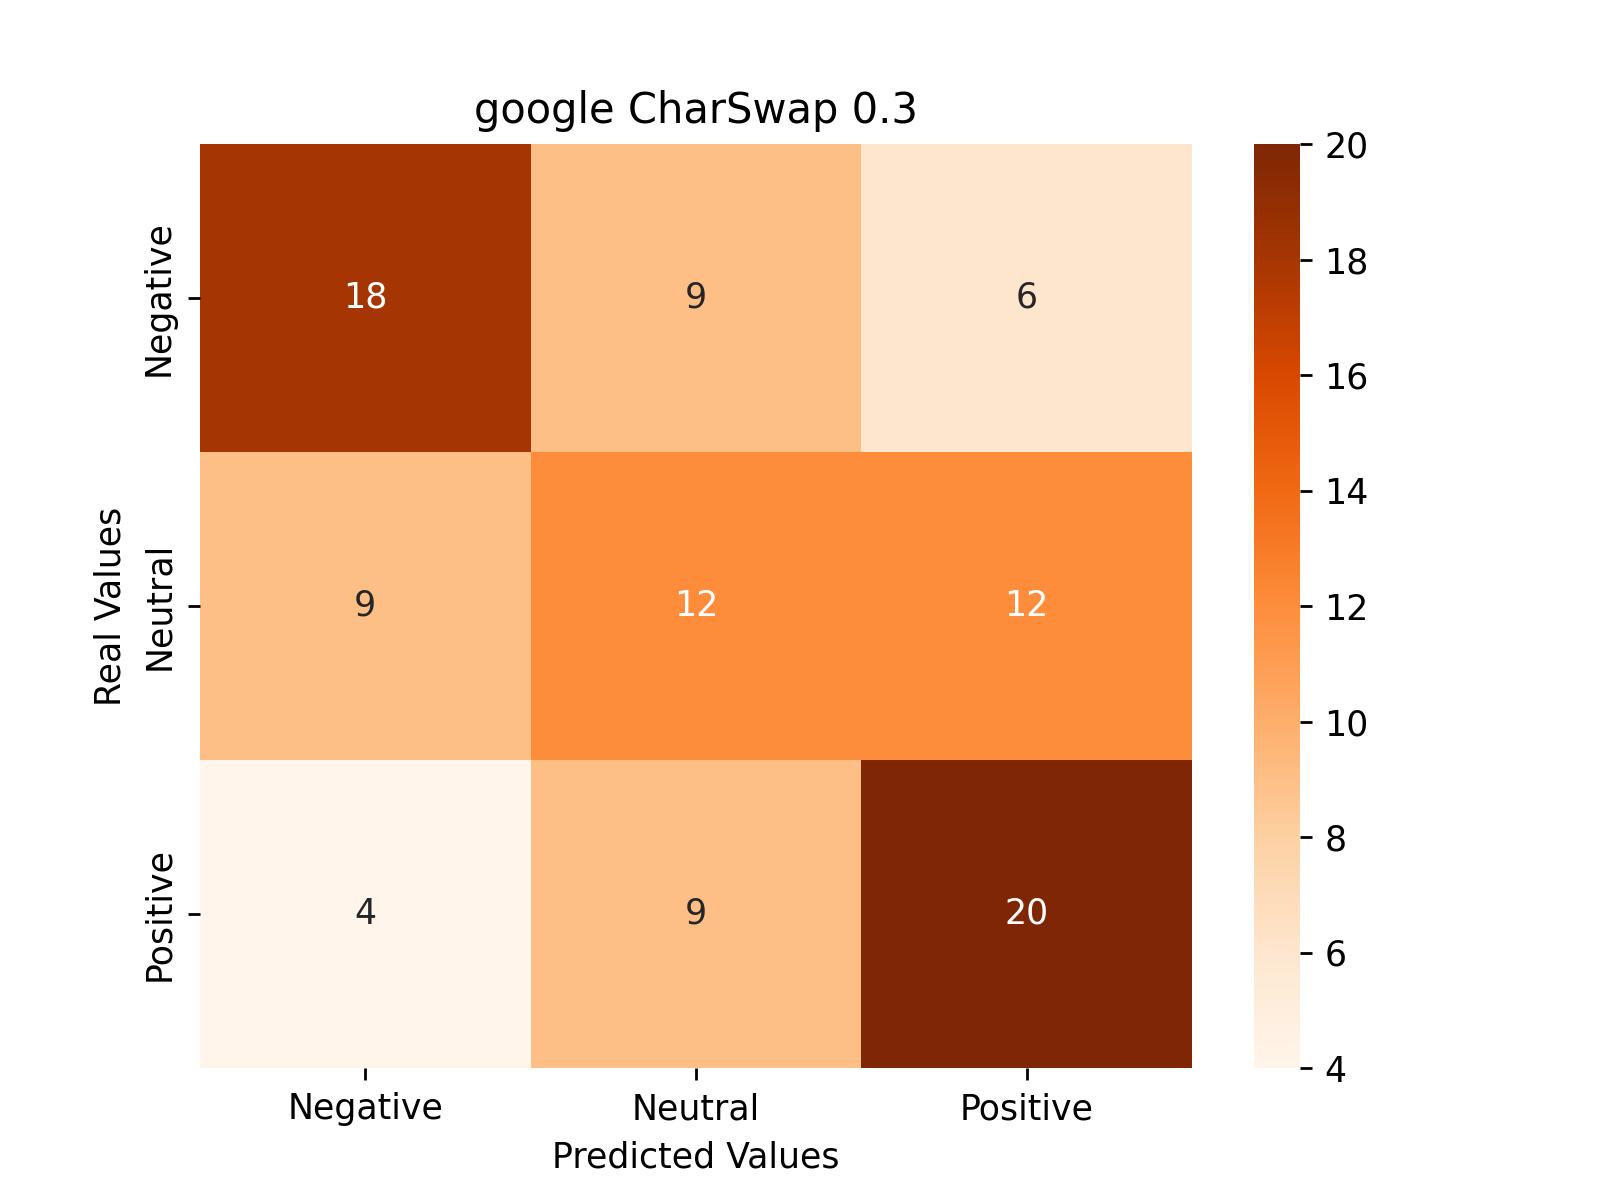 google CharSwap 0.3
Real Values
Negative
18 9 6
Neutral
9 12 12
Positive
4 9 20
Negative Neutral Positive
Predicted Values
20
18
16
14
12
10
8
6
4